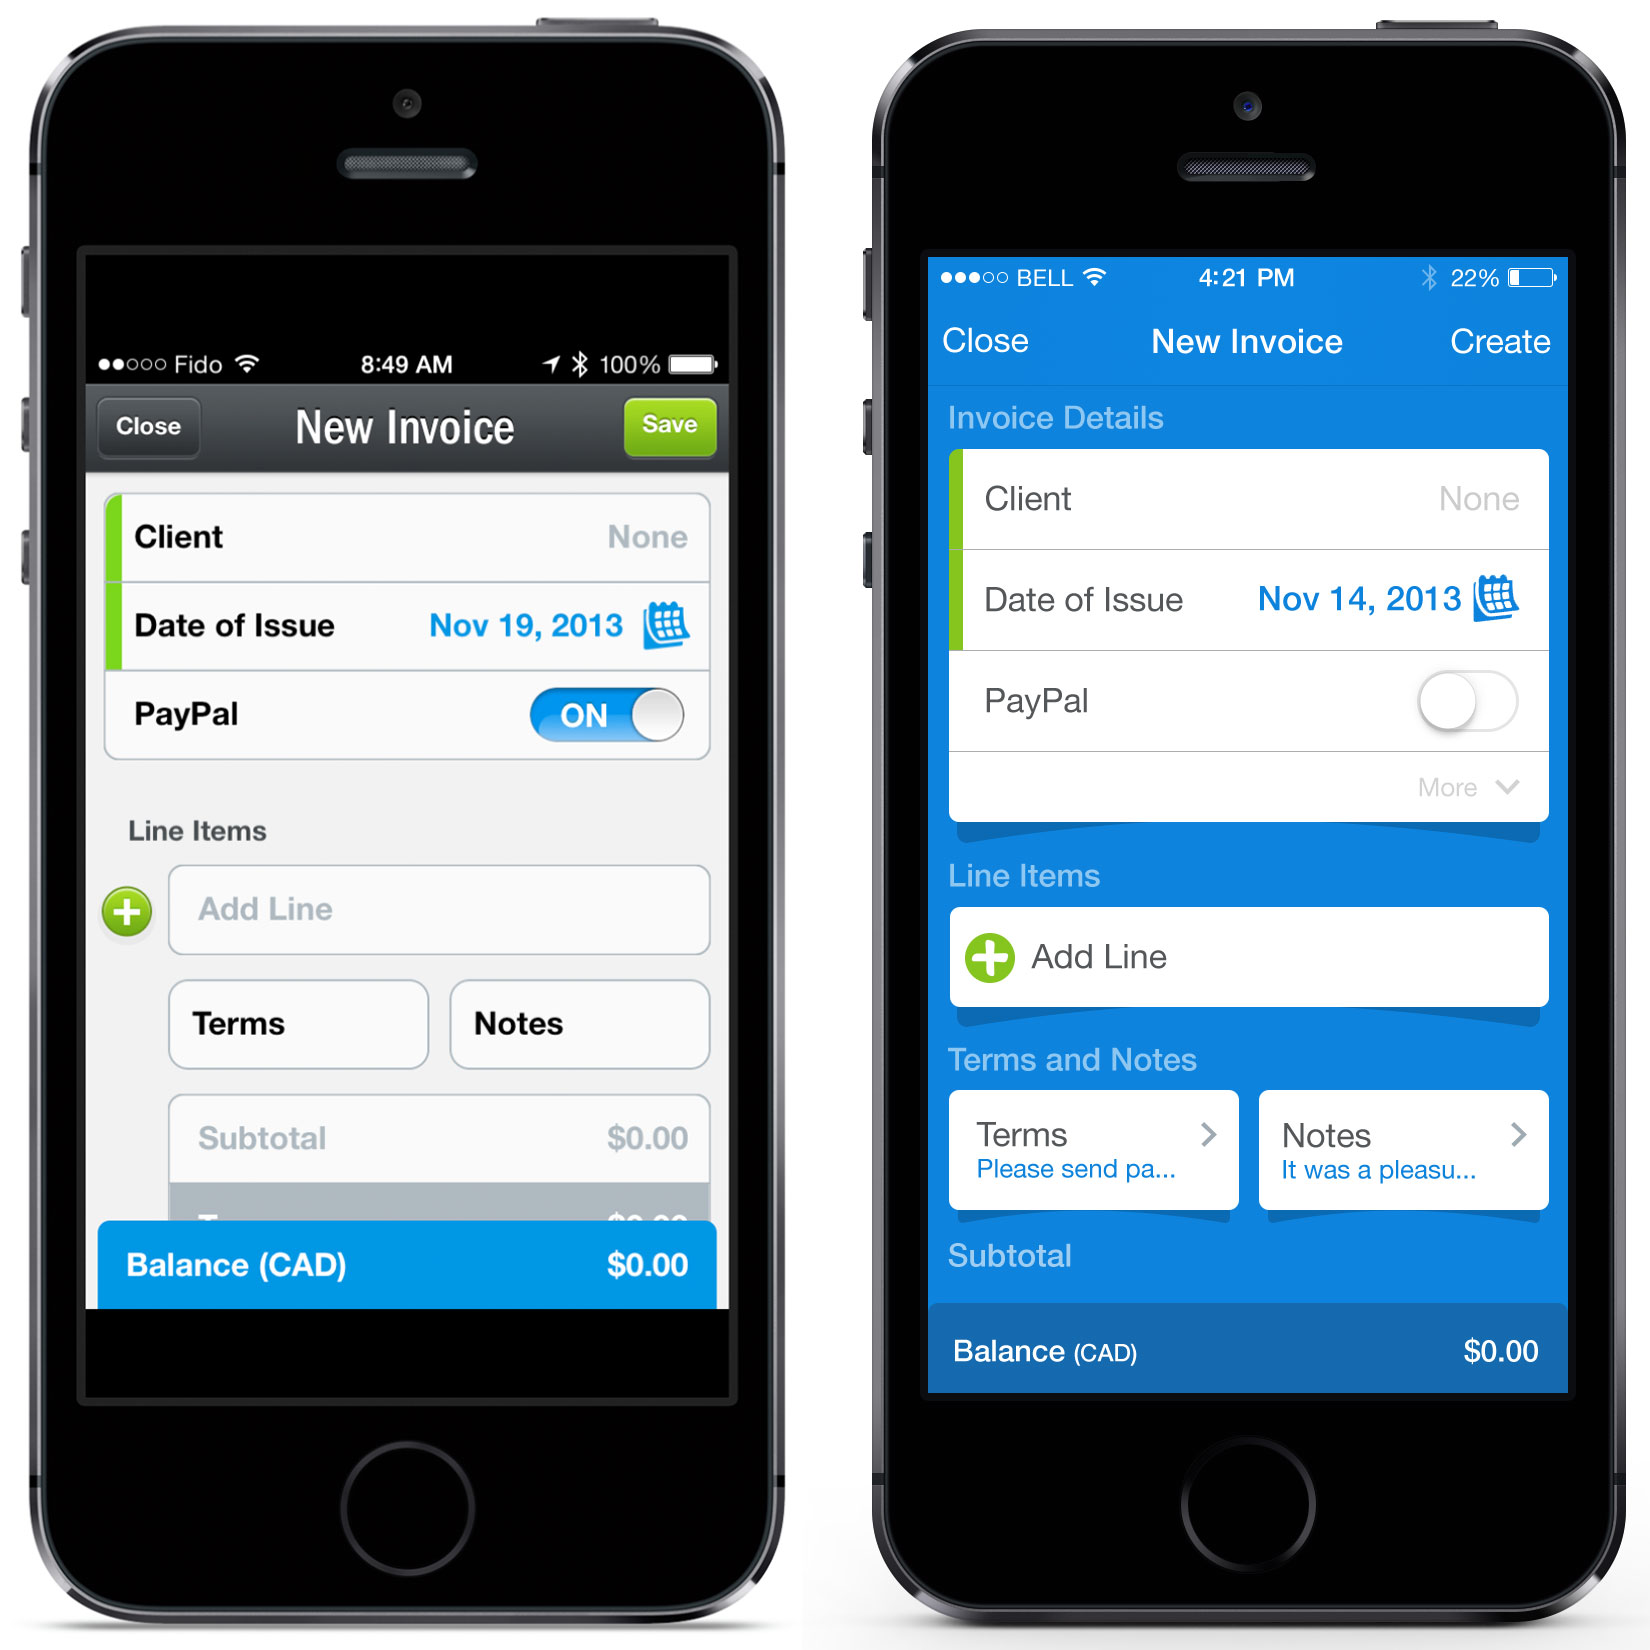 Fido 8:49 AM 100%
Close New Invoice Save
Client None
Date of Issue Nov 19, 2013
PayPal ON
Line Items
Add Line
Terms Notes
Subtotal $0.00
$0.00
Balance (CAD) $0.00
BELL 4:21 PM 22%
Close New Invoice Create
Invoice Details
Client None
Date of Issue Nov 14, 2013
PayPal
More
Line Items
Add Line
Terms and Notes
Terms Notes
Please send pa... It was a pleasu...
Subtotal
Balance (CAD) $0.00